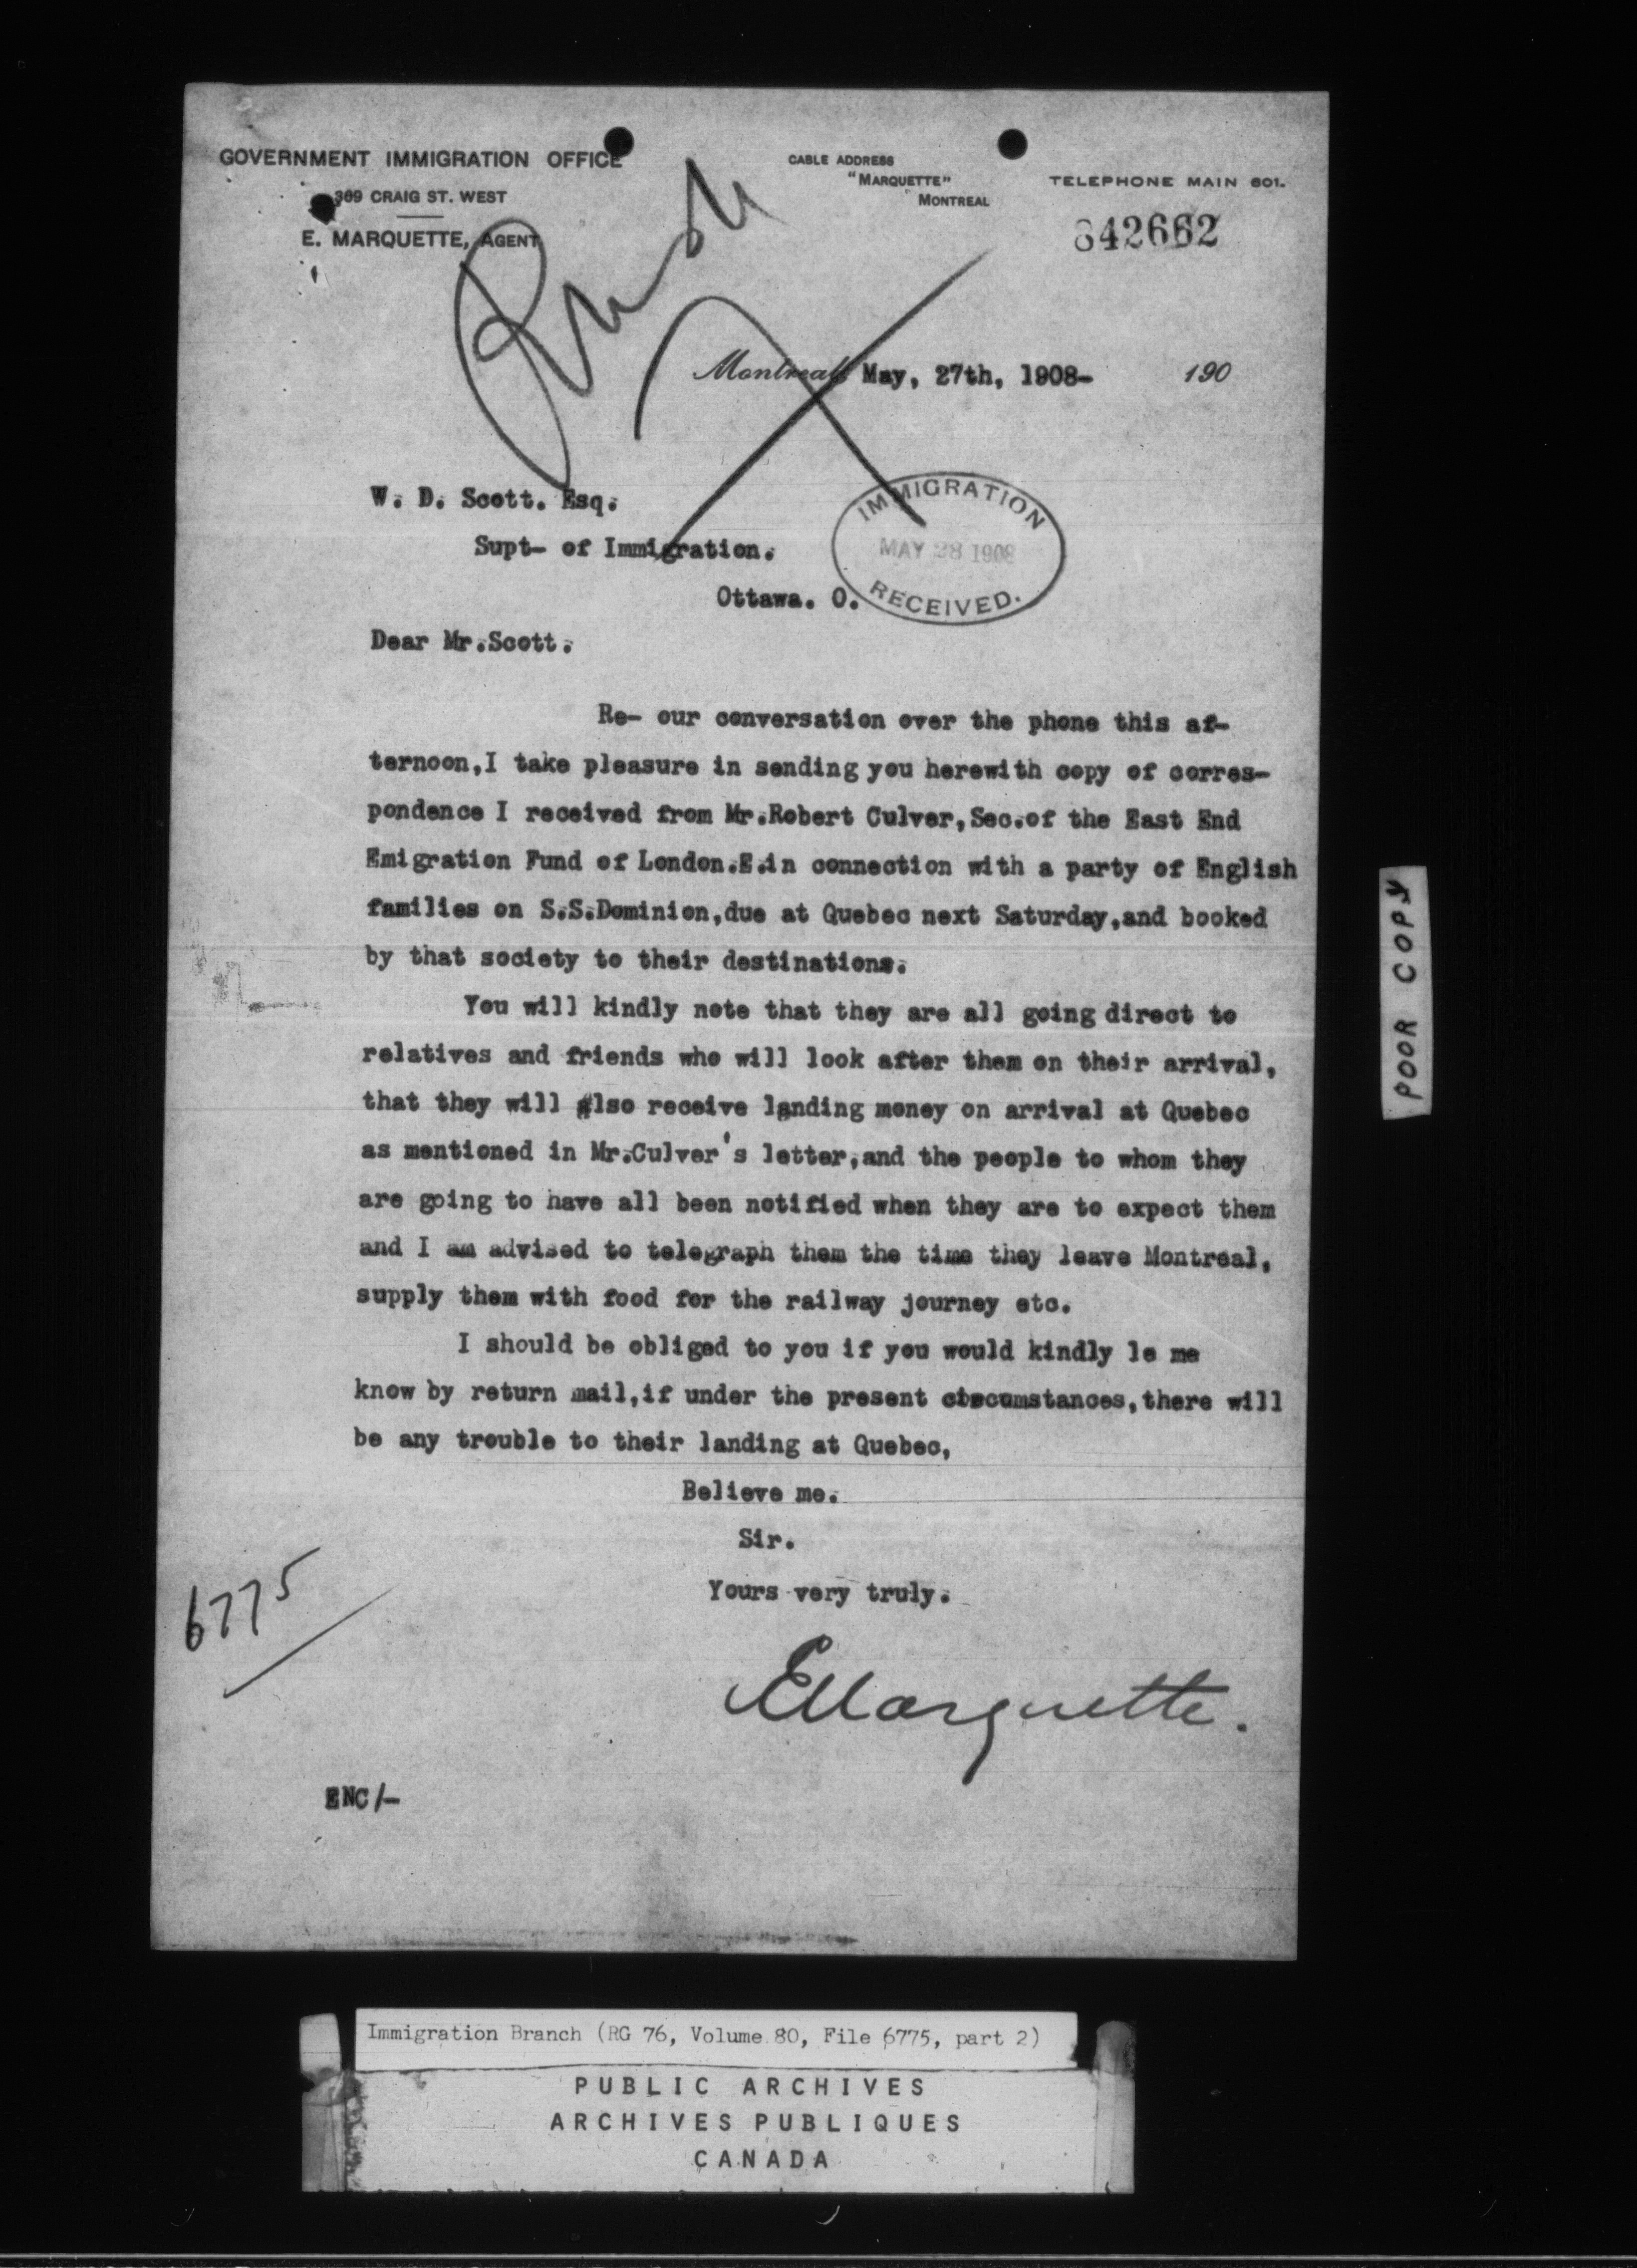 GOVERNMENT IMMIGRATION OFFICE
309 CRAIG ST. WEST
E. MARQUETTE, AGENT
CABLE ADDRESS
"MARQUETTE"
MONTREAL
TELEPHONE MAIN 601.
842662
Rush
Montreal, May, 27th, 1908- 190
W. D. Scott. Esq.
Supt- of Immigration.
Ottawa. O.
IMMIGRATION
MAY 28 1908
RECEIVED.
Dear Mr.Scott.
Re- our conversation over the phone this af-
ternoon,I take pleasure in sending you herewith copy of corres-
pondence I received from Mr.Robert Culver,Sec.of the East End
Emigration Fund of London.E.in connection with a party of English
families on S.S.Dominion,due at Quebec next Saturday,and booked
by that society to their destinations.
You will kindly note that they are all going direct to
relatives and friends who will look after them on their arrival,
that they will also receive landing money on arrival at Quebec
as mentioned in Mr.Culver's letter,and the people to whom they
are going to have all been notified when they are to expect them
and I am advised to telegraph them the time they leave Montreal,
supply them with food for the railway journey etc.
I should be obliged to you if you would kindly le me
know by return mail,if under the present circumstances,there will
be any trouble to their landing at Quebec,
Believe me.
Sir.
Yours very truly.
EMarquette.
6775
ENC/-
POOR COPY
Immigration Branch (RG 76, Volume 80, File 6775, part 2)
PUBLIC ARCHIVES
ARCHIVES PUBLIQUES
CANADA